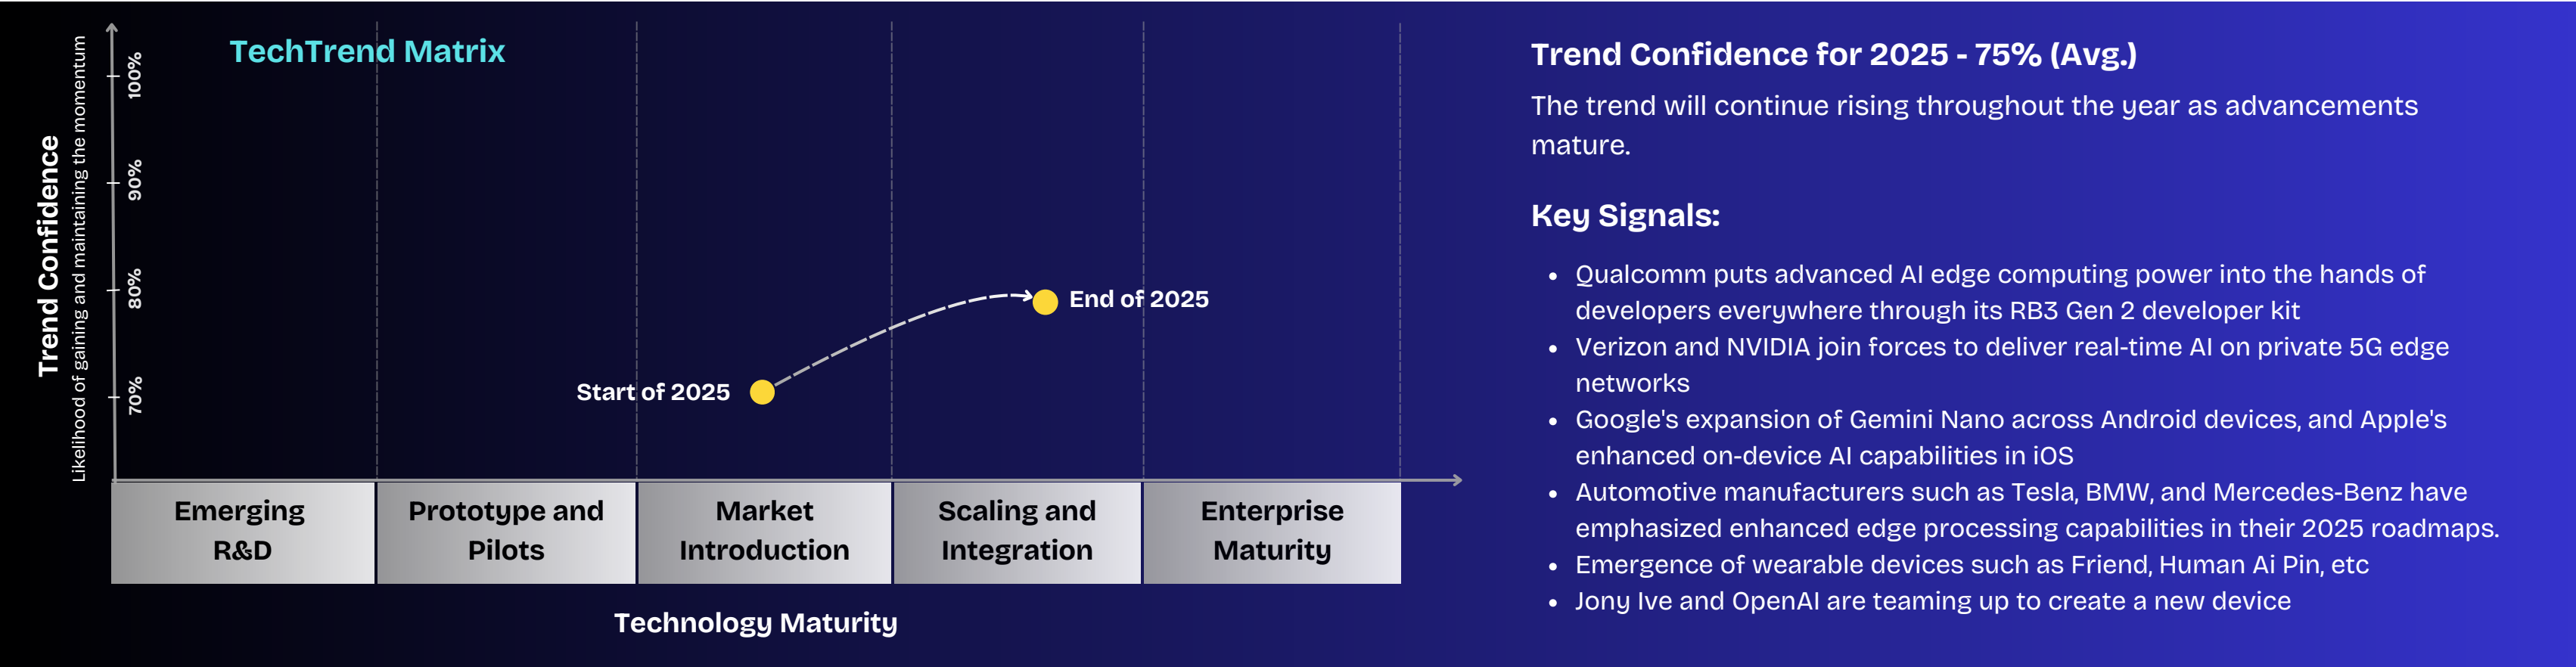 TechTrend Matrix
Trend Confidence
Likelihood of gaining and maintaining the momentum
100%
90%
80%
70%
End of 2025
Start of 2025
Emerging
R&D
Prototype and
Pilots
Market
Introduction
Scaling and
Integration
Enterprise
Maturity
Technology Maturity
Trend Confidence for 2025 - 75% (Avg.)
The trend will continue rising throughout the year as advancements
mature.
Key Signals:
• Qualcomm puts advanced AI edge computing power into the hands of
developers everywhere through its RB3 Gen 2 developer kit
• Verizon and NVIDIA join forces to deliver real-time AI on private 5G edge
networks
• Google's expansion of Gemini Nano across Android devices, and Apple's
enhanced on-device AI capabilities in iOS
• Automotive manufacturers such as Tesla, BMW, and Mercedes-Benz have
emphasized enhanced edge processing capabilities in their 2025 roadmaps.
• Emergence of wearable devices such as Friend, Human Ai Pin, etc
• Jony Ive and OpenAI are teaming up to create a new device